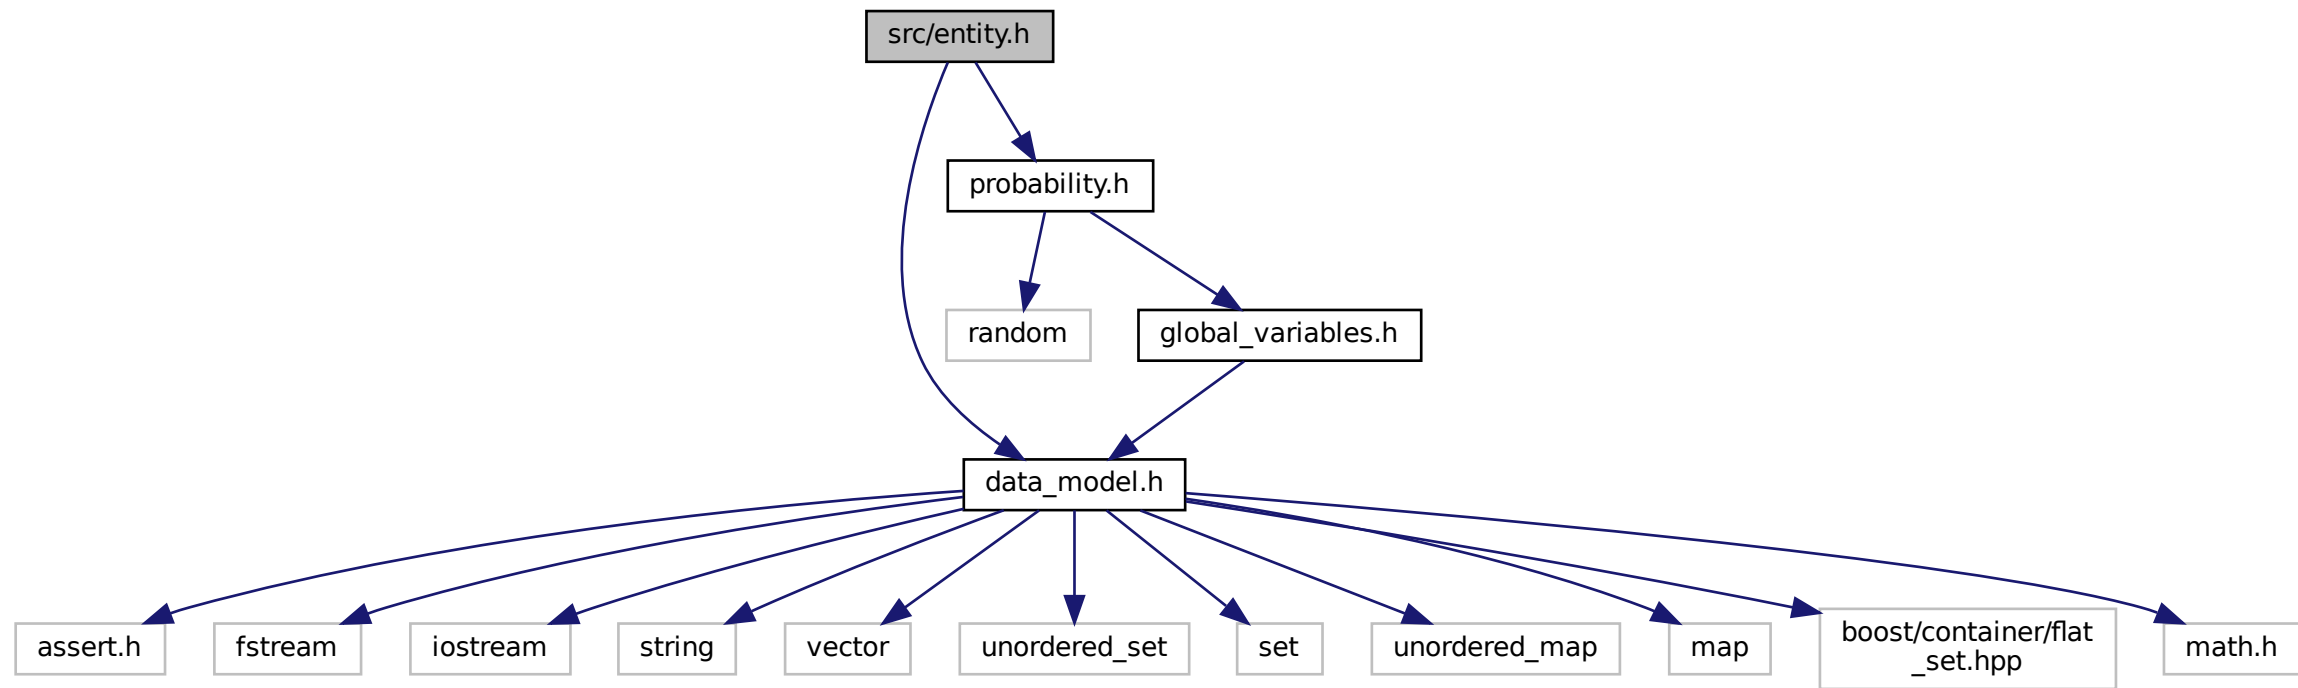 src/entity.h
probability.h
random
global_variables.h
data_model.h
assert.h
fstream
iostream
string
vector
unordered_set
set
unordered_map
map
boost/container/flat
_set.hpp
math.h